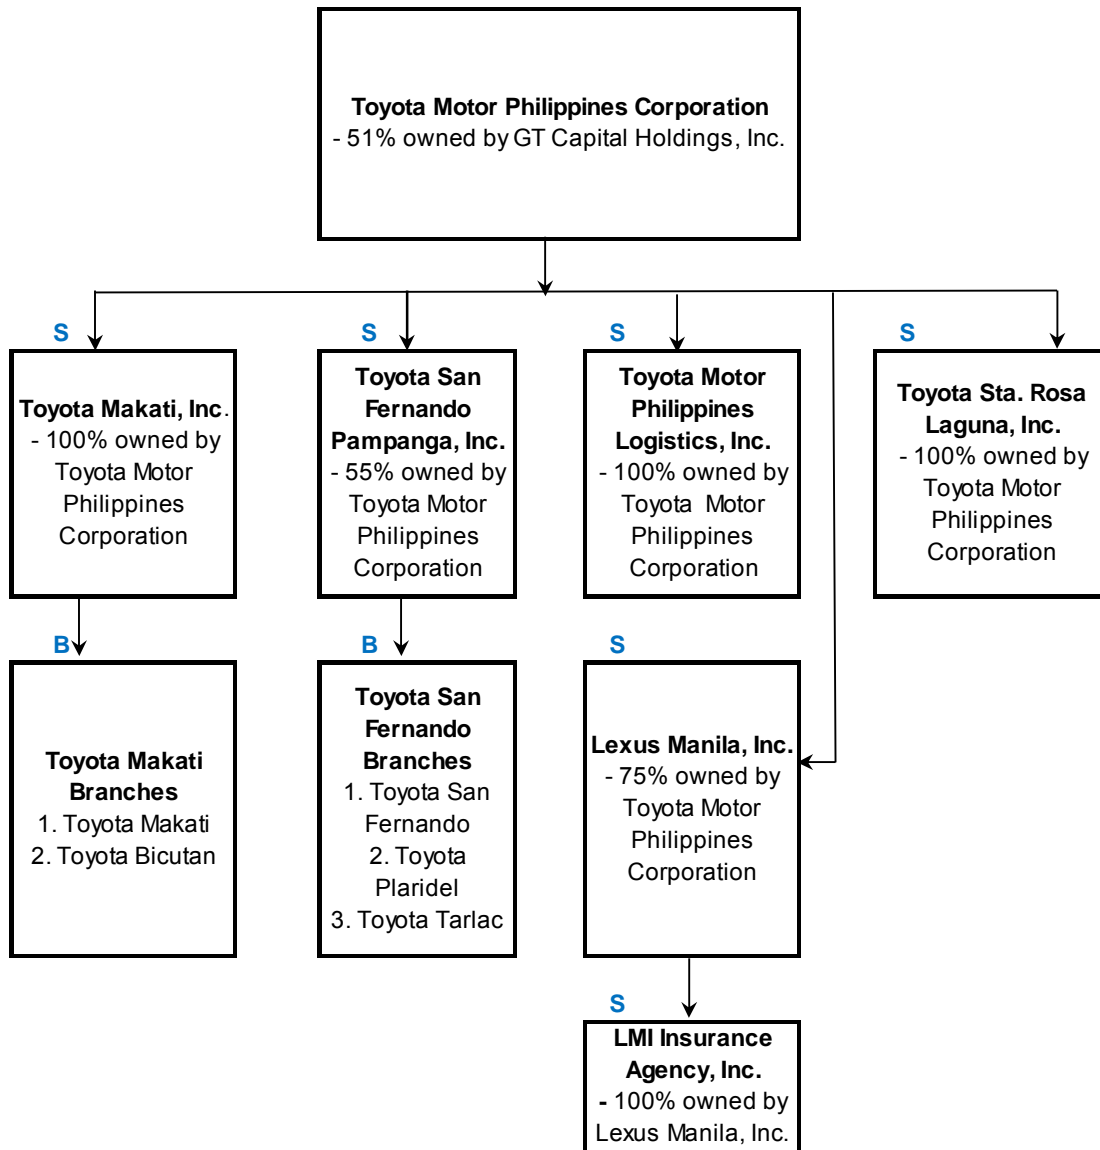 Toyota Motor Philippines Corporation
- 51% owned by GT Capital Holdings, Inc.
S
Toyota Makati, Inc.
- 100% owned by
Toyota Motor
Philippines
Corporation
S
Toyota San
Fernando
Pampanga, Inc.
- 55% owned by
Toyota Motor
Philippines
Corporation
S
Toyota Motor
Philippines
Logistics, Inc.
- 100% owned by
Toyota Motor
Philippines
Corporation
S
Toyota Sta. Rosa
Laguna, Inc.
- 100% owned by
Toyota Motor
Philippines
Corporation
B
Toyota Makati
Branches
1. Toyota Makati
2. Toyota Bicutan
B
Toyota San
Fernando
Branches
1. Toyota San
Fernando
2. Toyota
Plaridel
3. Toyota Tarlac
S
Lexus Manila, Inc.
- 75% owned by
Toyota Motor
Philippines
Corporation
S
LMI Insurance
Agency, Inc.
- 100% owned by
Lexus Manila, Inc.